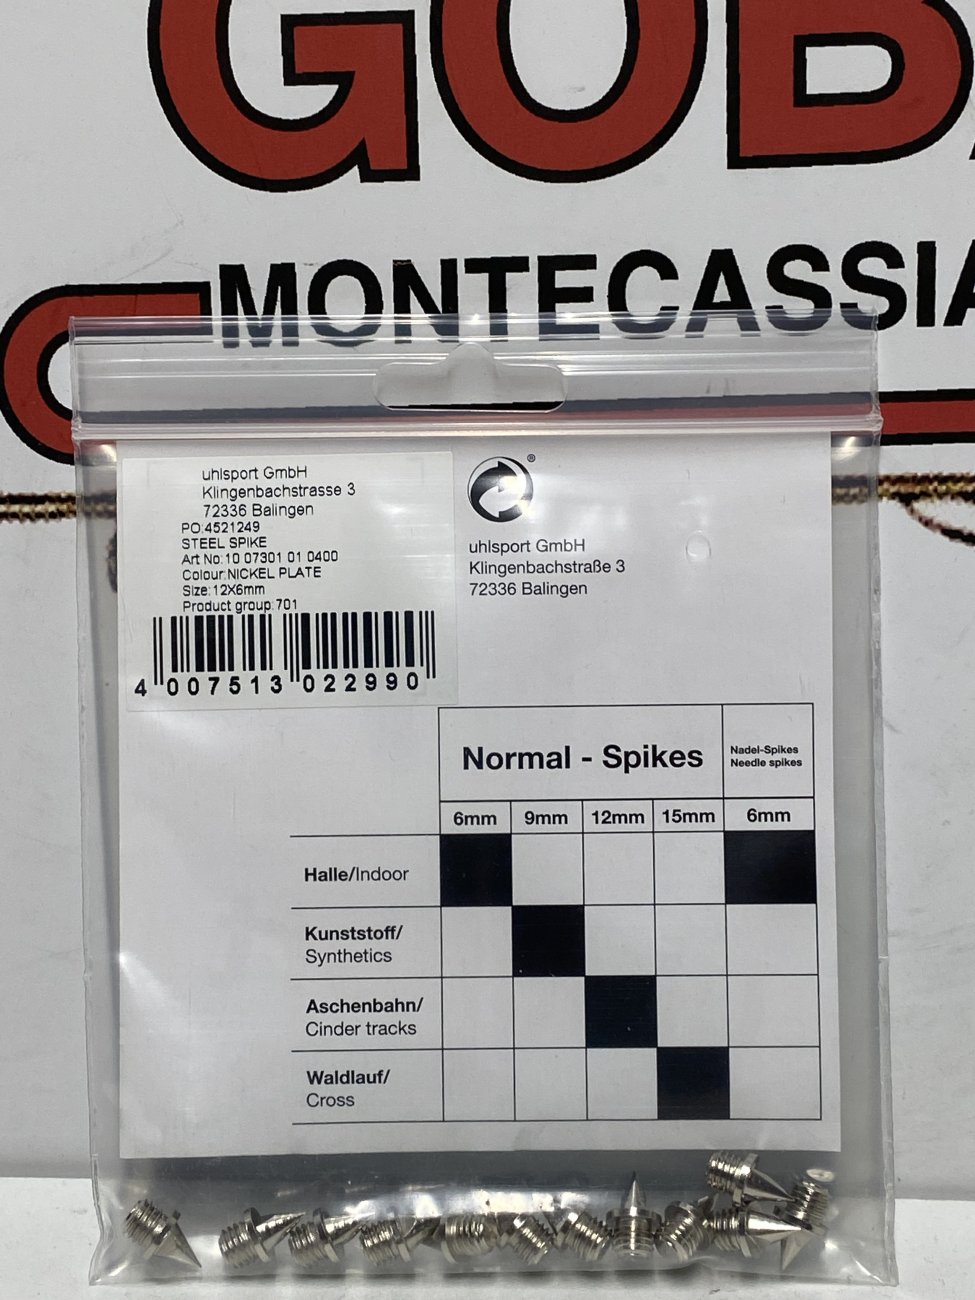 GOB
MONTECASSIA
uhlsport GmbH
Klingenbachstrasse 3
72336 Balingen
PO:4521249
STEEL SPIKE
Art No:10 07301 01 0400
Colour:NICKEL PLATE
Size:12X6mm
Product group:701
4 007513 022990
®
uhlsport GmbH
Klingenbachstraße 3
72336 Balingen
Normal - Spikes
Nadel-Spikes
Needle spikes
6mm 9mm 12mm 15mm 6mm
Halle/Indoor
Kunststoff/
Synthetics
Aschenbahn/
Cinder tracks
Waldlauf/
Cross